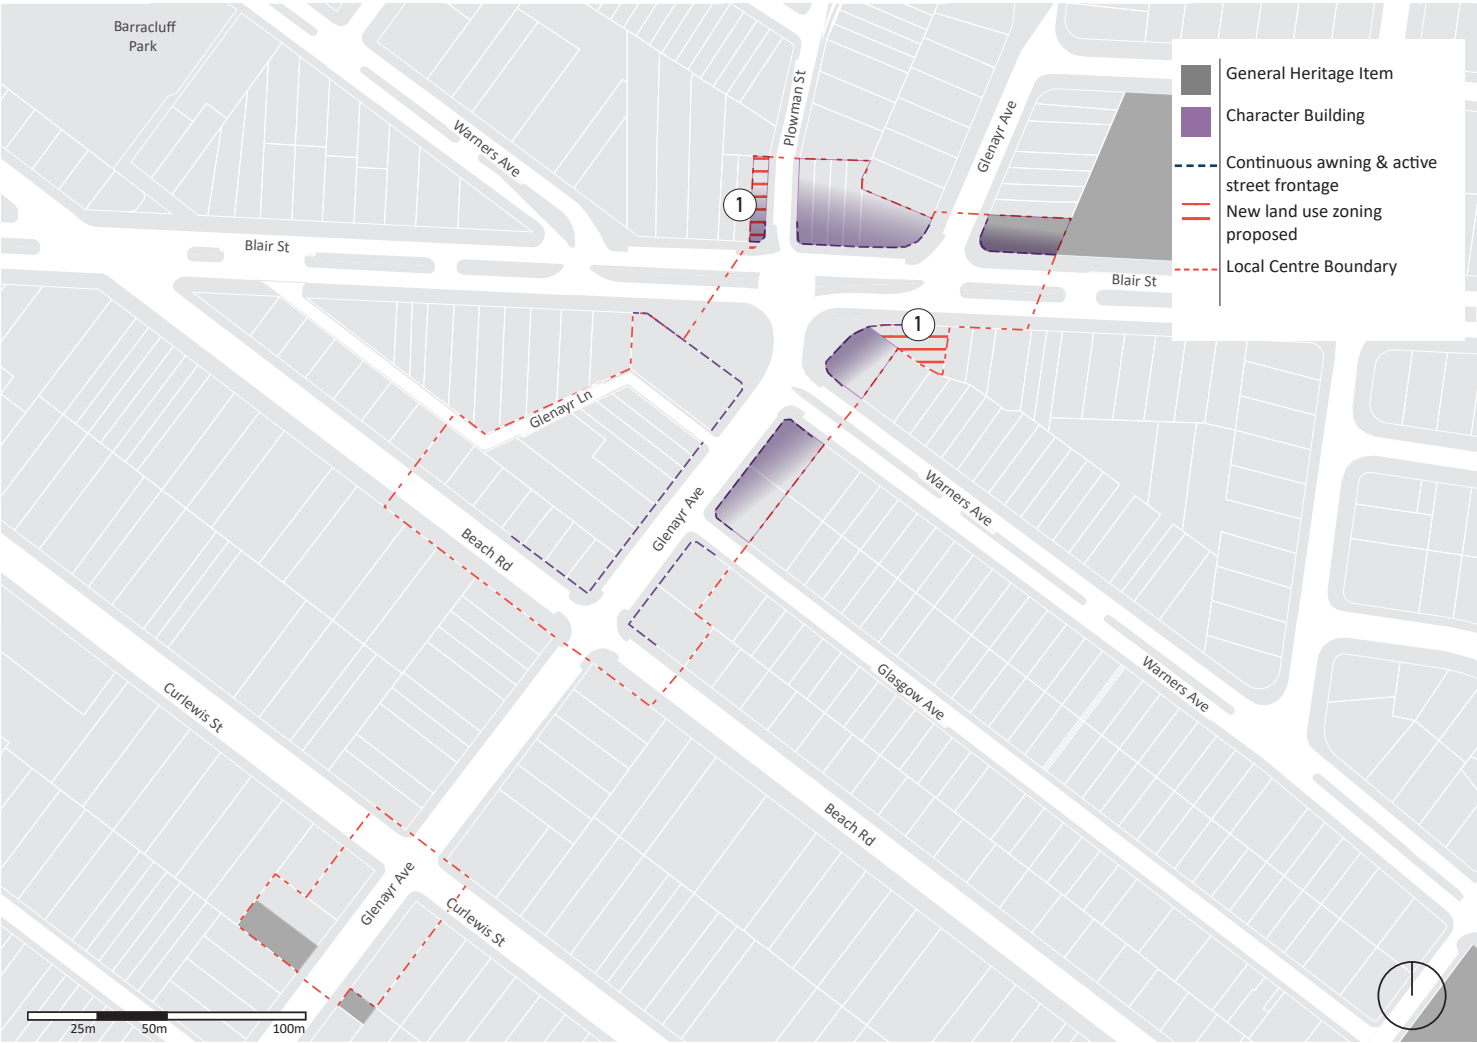 Barracluff
Park
Warners Ave
Plowman St
Glenayr Ave
General Heritage Item
Character Building
Continuous awning & active
street frontage
New land use zoning
proposed
Local Centre Boundary
1
Blair St
Blair St
1
Glenayr Ln
Beach Rd
Glenayr Ave
Warners Ave
Glasgow Ave
Warners Ave
Curlewis St
Beach Rd
Glenayr Ave
Curlewis St
25m
50m
100m